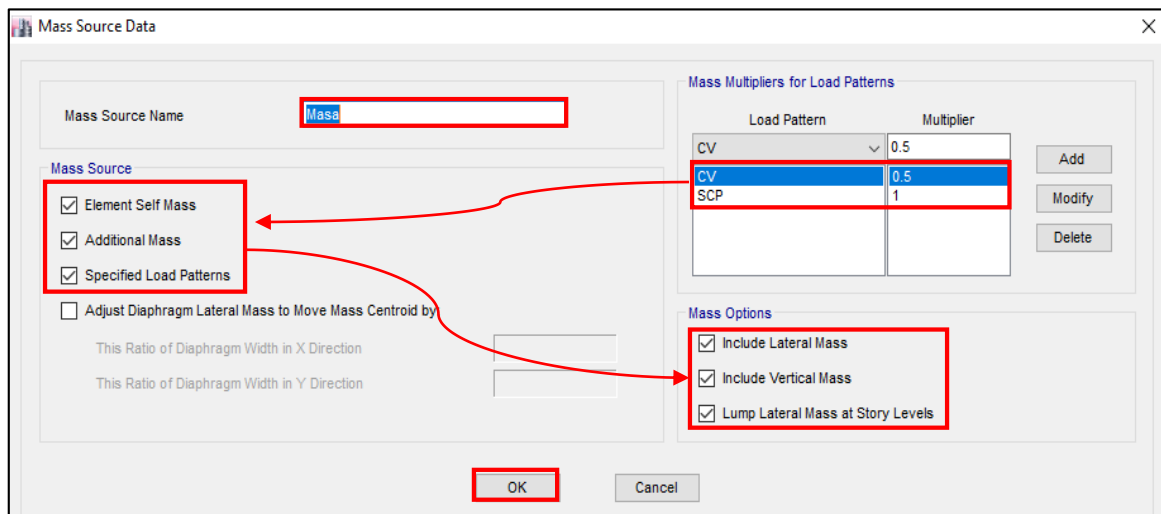 Mass Source Data
Mass Source Name
Masa
Mass Source
Element Self Mass
Additional Mass
Specified Load Patterns
Adjust Diaphragm Lateral Mass to Move Mass Centroid by:
This Ratio of Diaphragm Width in X Direction
This Ratio of Diaphragm Width in Y Direction
Mass Multipliers for Load Patterns
Load Pattern Multiplier
CV 0.5
CV 0.5
SCP 1
Add
Modify
Delete
Mass Options
Include Lateral Mass
Include Vertical Mass
Lump Lateral Mass at Story Levels
OK Cancel